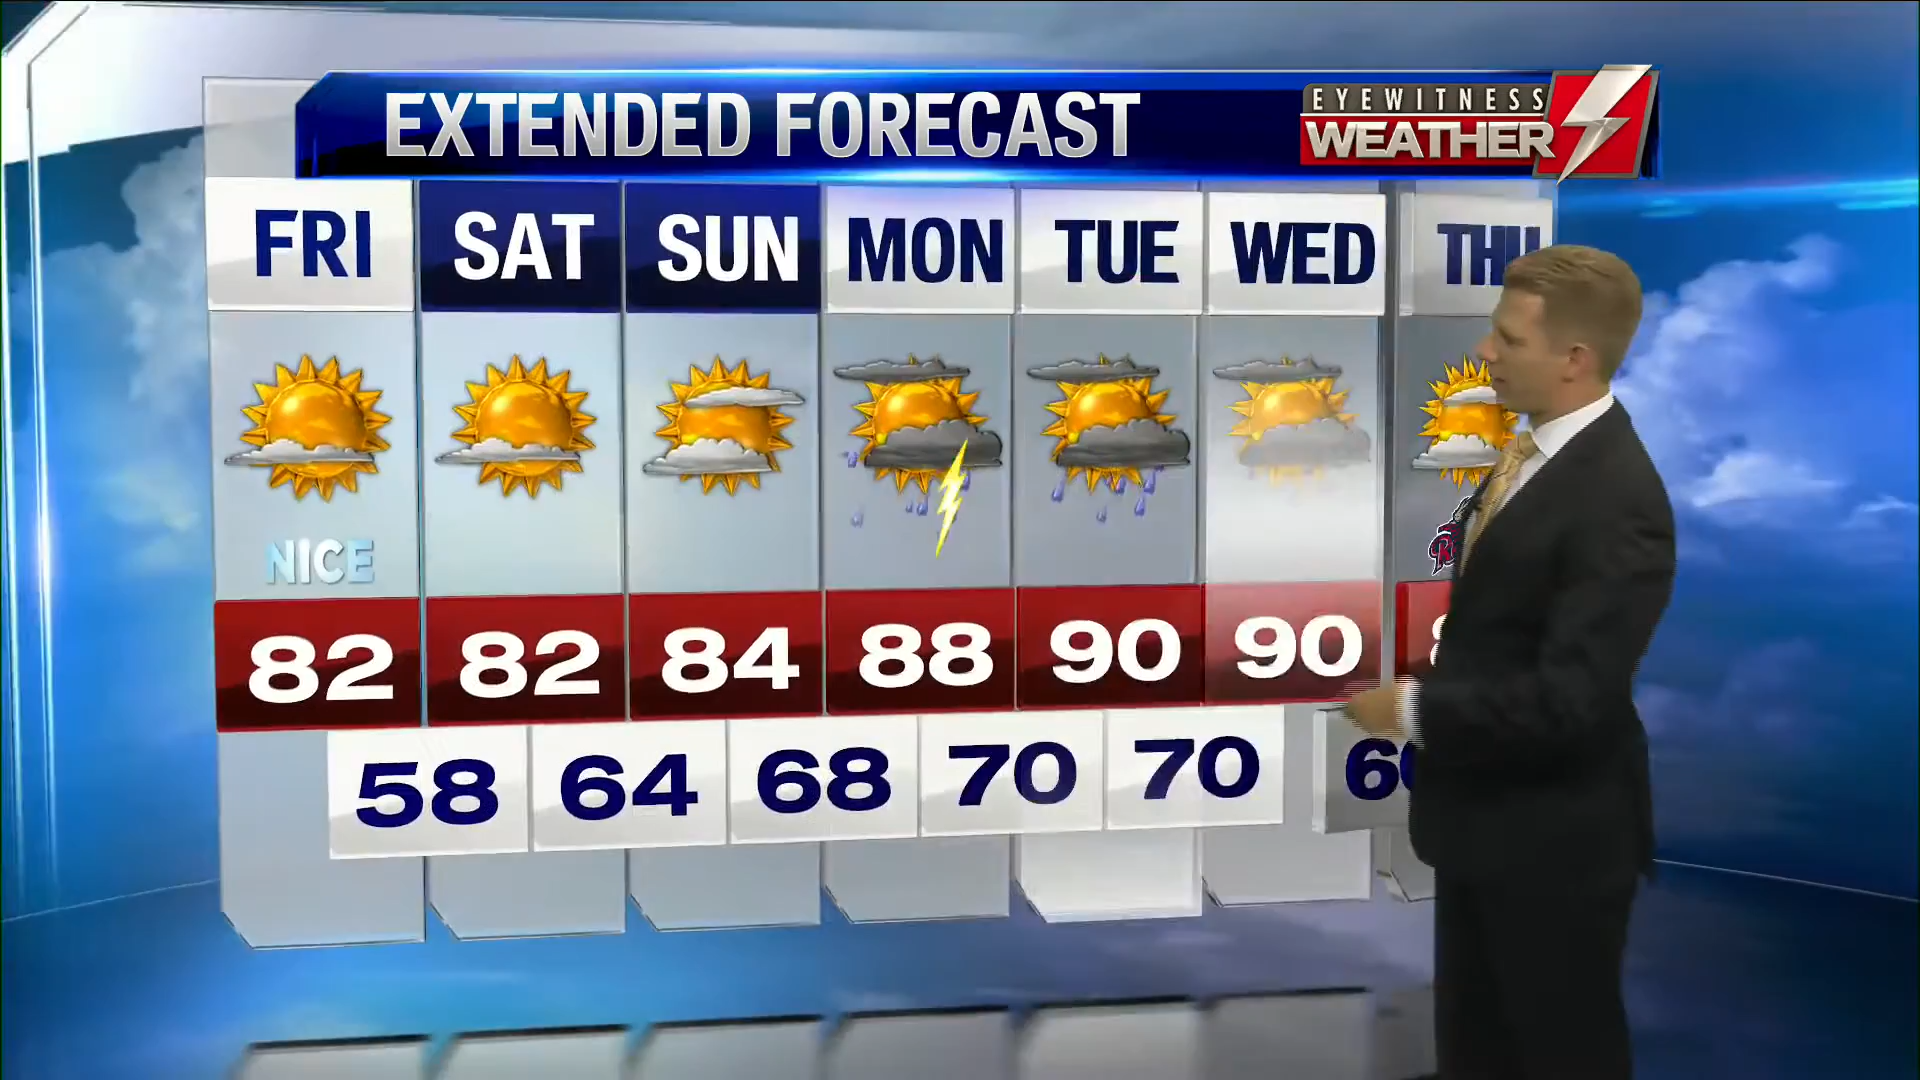 EXTENDED FORECAST
EYEWITNESS
WEATHER
FRI SAT SUN MON TUE WED THU
NICE
82 82 84 88 90 90
58 64 68 70 70